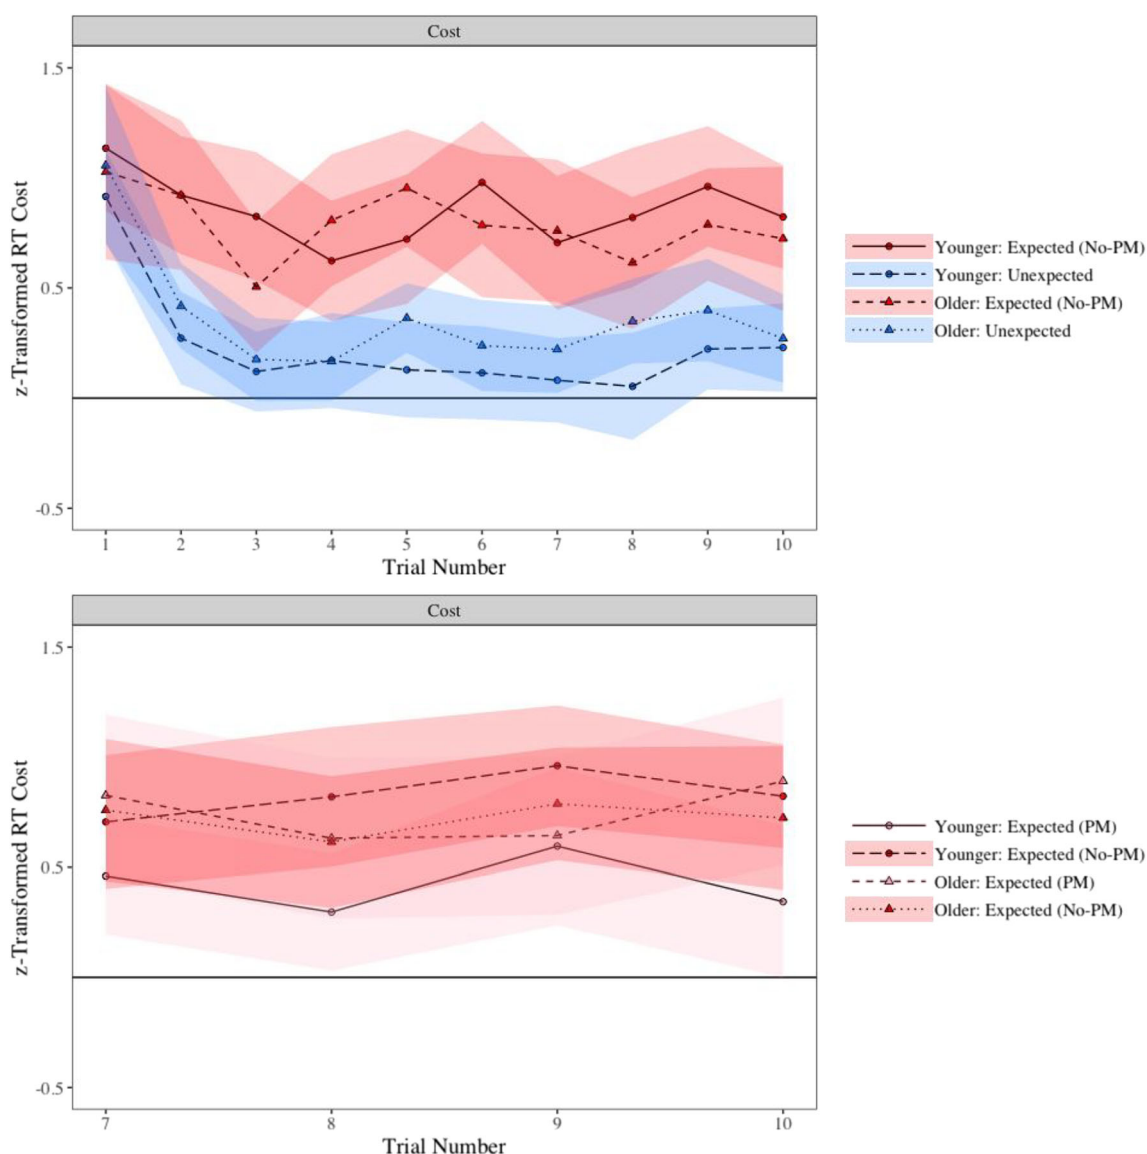 Cost
1.5
0.5
-0.5
z-Transformed RT Cost
1 2 3 4 5 6 7 8 9 10
Trial Number
Younger: Expected (No-PM)
Younger: Unexpected
Older: Expected (No-PM)
Older: Unexpected
Cost
1.5
0.5
-0.5
z-Transformed RT Cost
7 8 9 10
Trial Number
Younger: Expected (PM)
Younger: Expected (No-PM)
Older: Expected (PM)
Older: Expected (No-PM)